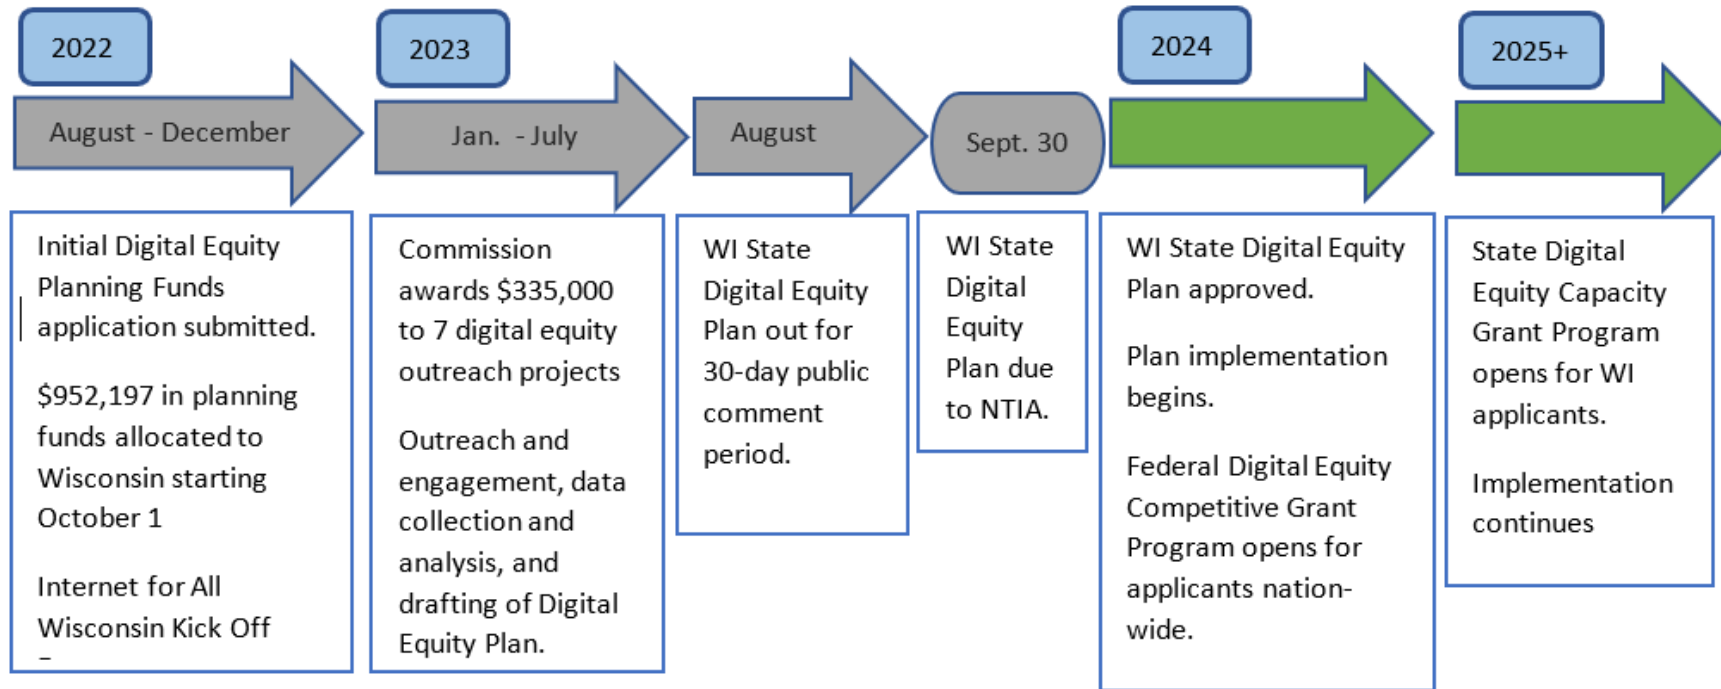 2022
August - December
Initial Digital Equity
Planning Funds
application submitted.
$952,197 in planning
funds allocated to
Wisconsin starting
October 1
Internet for All
Wisconsin Kick Off
2023
Jan. - July
Commission
awards $335,000
to 7 digital equity
outreach projects
Outreach and
engagement, data
collection and
analysis, and
drafting of Digital
Equity Plan.
August
WI State
Digital Equity
Plan out for
30-day public
comment
period.
Sept. 30
WI State
Digital
Equity
Plan due
to NTIA.
2024
WI State Digital Equity
Plan approved.
Plan implementation
begins.
Federal Digital Equity
Competitive Grant
Program opens for
applicants nation-
wide.
2025+
State Digital
Equity Capacity
Grant Program
opens for WI
applicants.
Implementation
continues